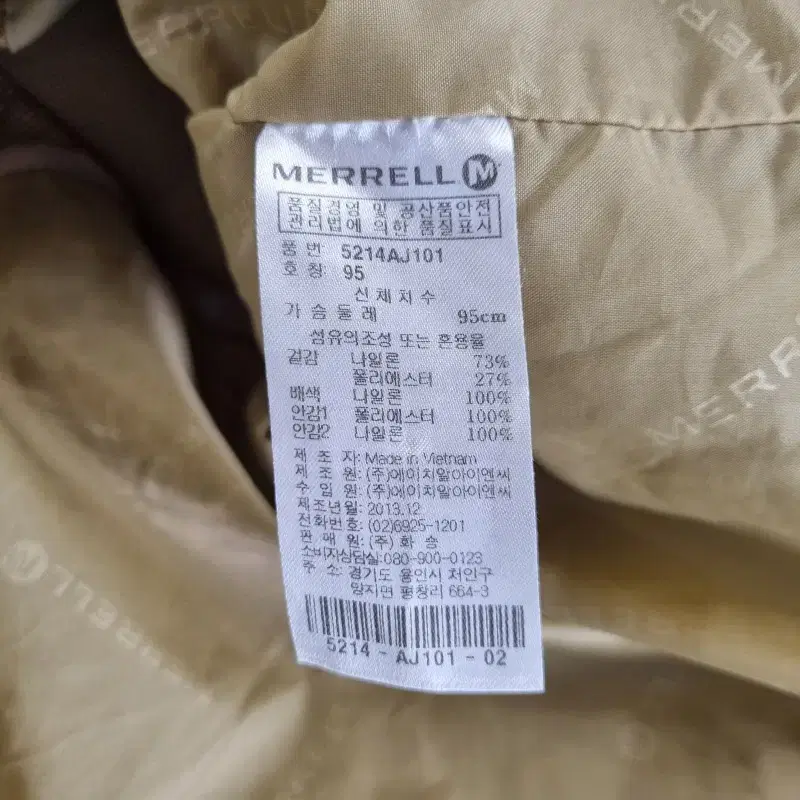 MERRELL
품질경영 및 공산품안전
관리법에 의한 품질표시
품 번 5214AJ101
호 칭 95
신체치수
가슴둘레 95cm
섬유의조성 또는 혼용율
겉감 나일론 73%
폴리에스터 27%
배색 나일론 100%
안감1 폴리에스터 100%
안감2 나일론 100%
제 조 자: Made in Vietnam
제 조 원: (주)에이치알아이엔씨
수 입 원: (주)에이치알아이엔씨
제조년월: 2013.12
전화번호: (02)6925-1201
판 매 원: (주) 화 승
소비자상담실:080-900-0123
주 소: 경기도 용인시 처인구
양지면 평창리 664-3
5214 - AJ101 - 02
MERRELL
MERRELL